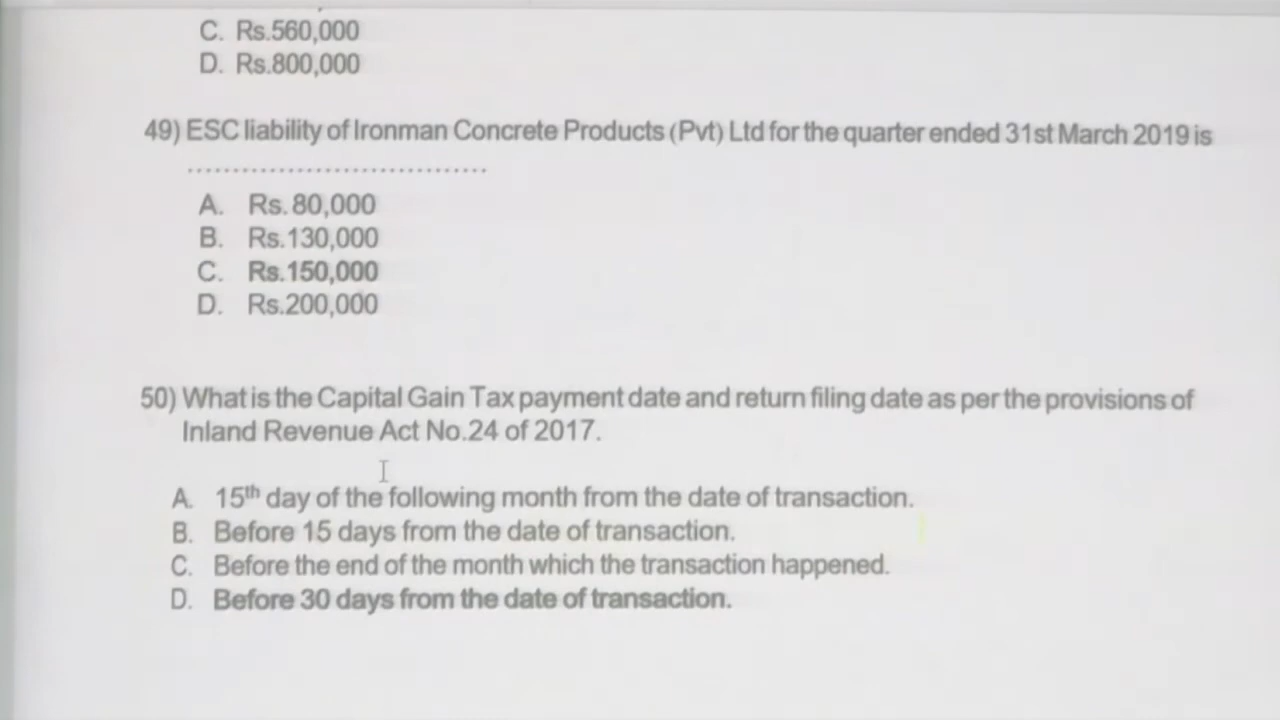 C. Rs.560,000
D. Rs.800,000
49) ESC liability of Ironman Concrete Products (Pvt) Ltd for the quarter ended 31st March 2019 is
.................................
A. Rs. 80,000
B. Rs.130,000
C. Rs.150,000
D. Rs.200,000
50) What is the Capital Gain Tax payment date and return filing date as per the provisions of
Inland Revenue Act No.24 of 2017.
A. 15th day of the following month from the date of transaction.
B. Before 15 days from the date of transaction.
C. Before the end of the month which the transaction happened.
D. Before 30 days from the date of transaction.